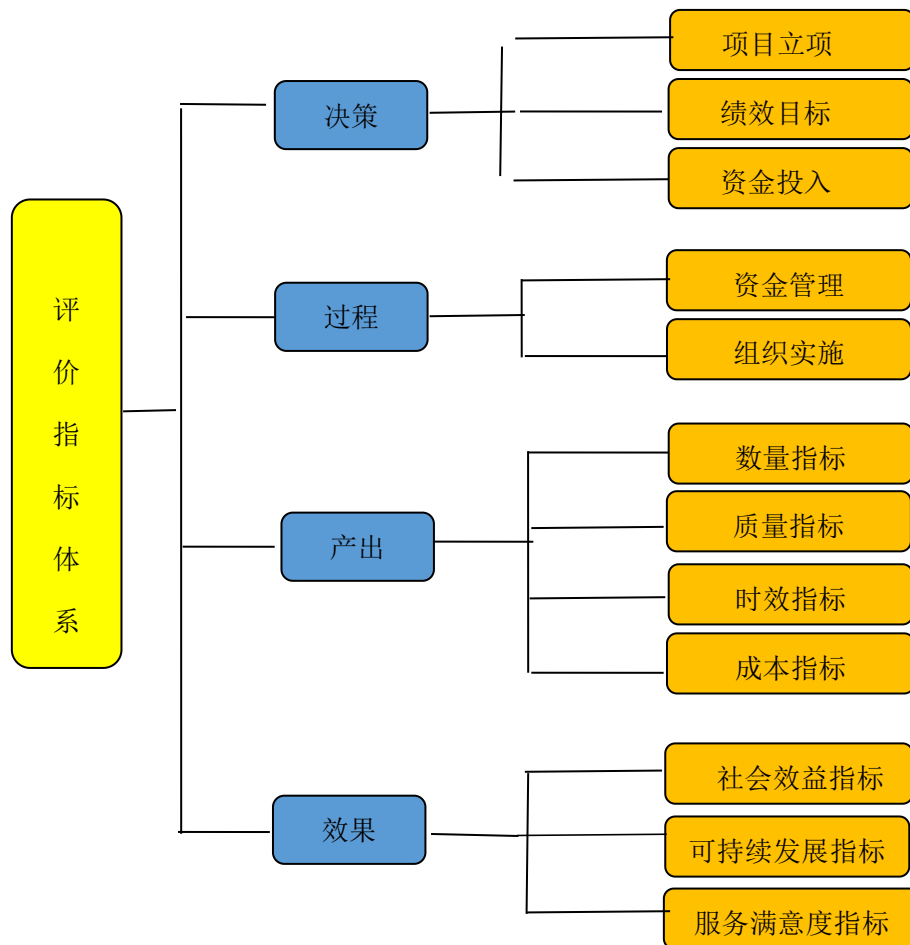 评价指标体系
决策
项目立项
绩效目标
资金投入
过程
资金管理
组织实施
产出
数量指标
质量指标
时效指标
成本指标
效果
社会效益指标
可持续发展指标
服务满意度指标